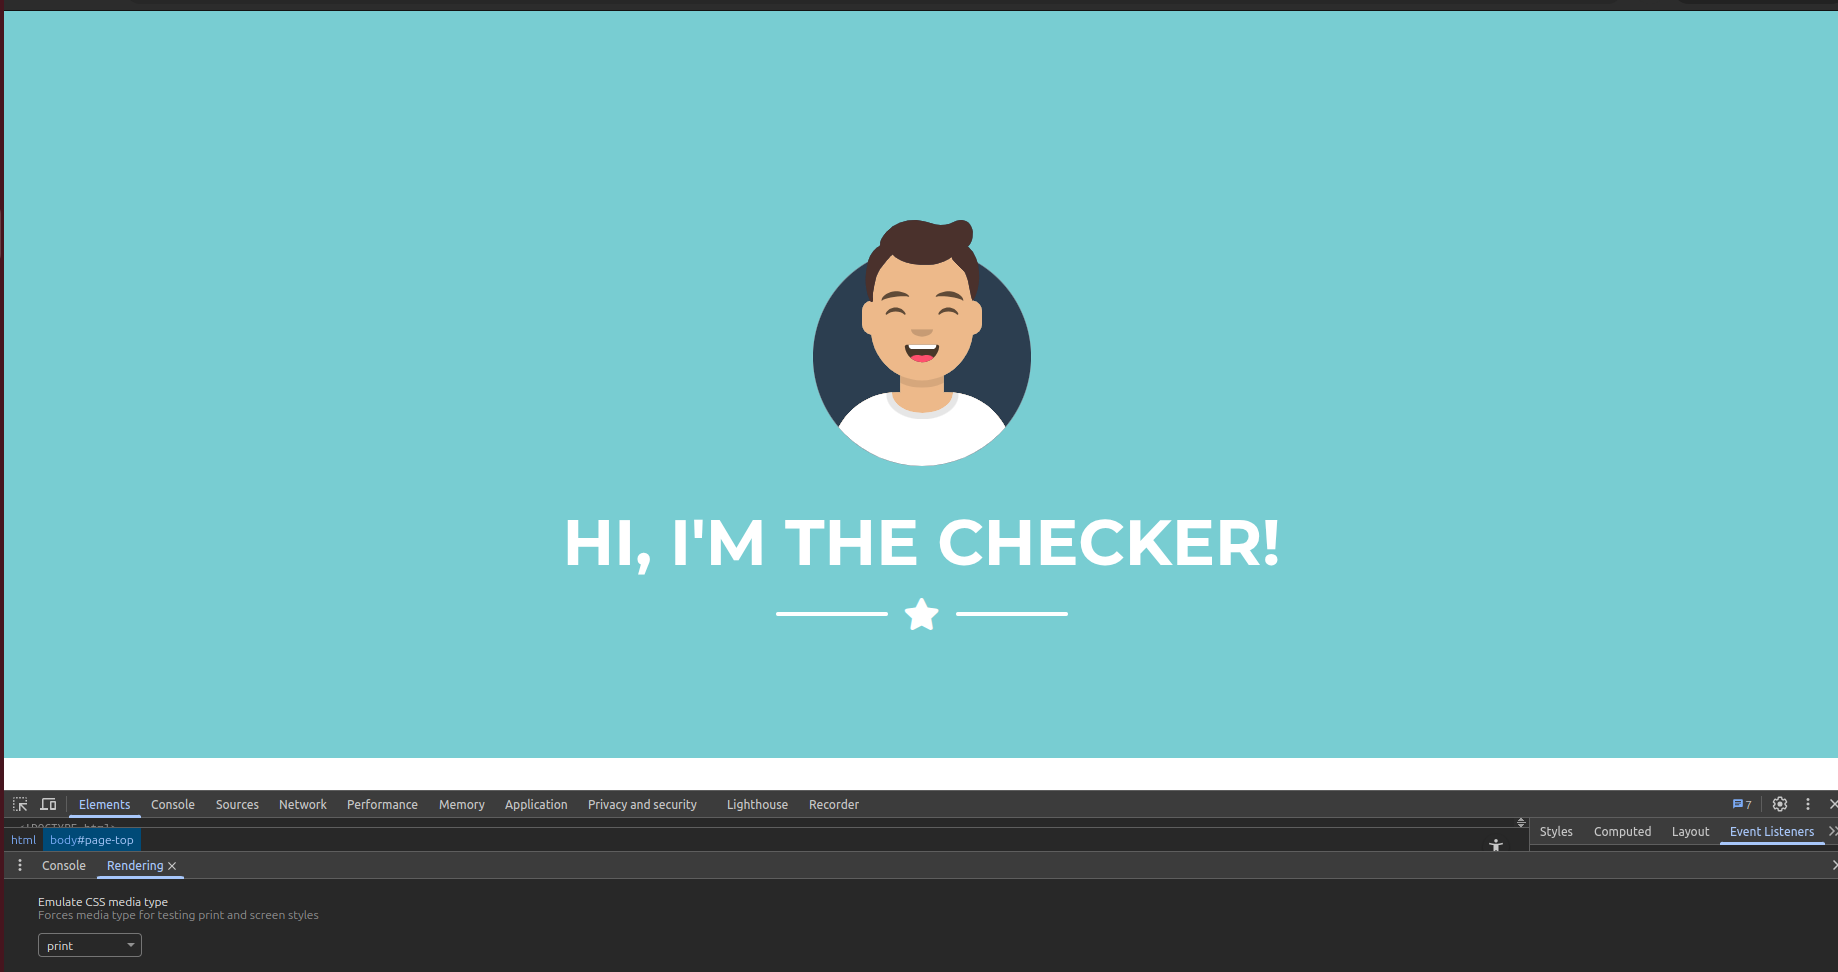 HI, I'M THE CHECKER!
Elements Console Sources Network Performance Memory Application Privacy and security Lighthouse Recorder 7
html body#page-top
Styles Computed Layout Event Listeners
Console Rendering
Emulate CSS media type
Forces media type for testing print and screen styles
print